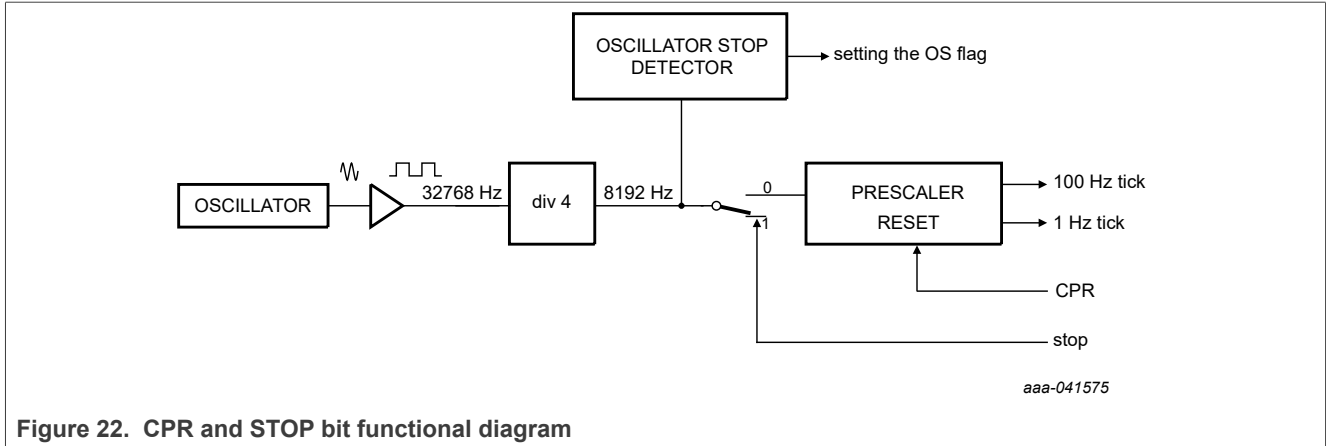 OSCILLATOR STOP
DETECTOR
setting the OS flag
OSCILLATOR
32768 Hz
div 4
8192 Hz
0
1
PRESCALER
RESET
100 Hz tick
1 Hz tick
CPR
stop
aaa-041575
Figure 22. CPR and STOP bit functional diagram